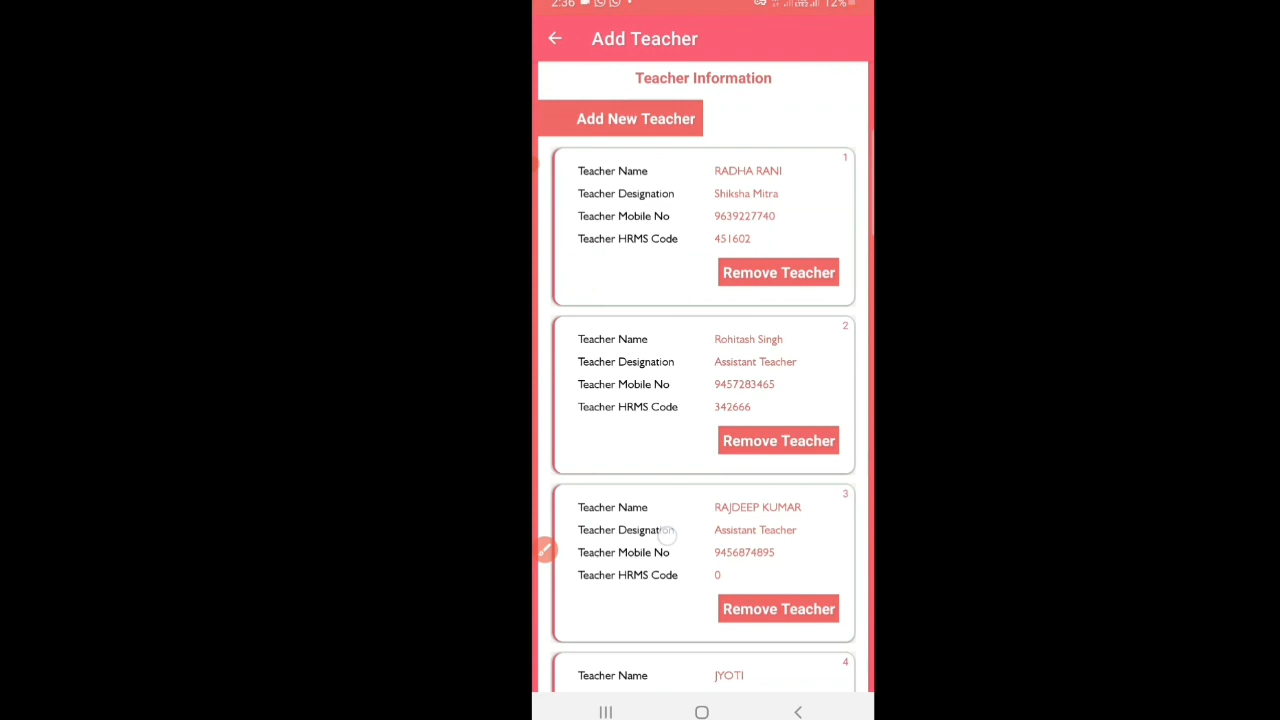 2:36 12%
Add Teacher
Teacher Information
Add New Teacher
1
Teacher Name RADHA RANI
Teacher Designation Shiksha Mitra
Teacher Mobile No 9639227740
Teacher HRMS Code 451602
Remove Teacher
2
Teacher Name Rohitash Singh
Teacher Designation Assistant Teacher
Teacher Mobile No 9457283465
Teacher HRMS Code 342666
Remove Teacher
3
Teacher Name RAJDEEP KUMAR
Teacher Designation Assistant Teacher
Teacher Mobile No 9456874895
Teacher HRMS Code 0
Remove Teacher
4
Teacher Name JYOTI